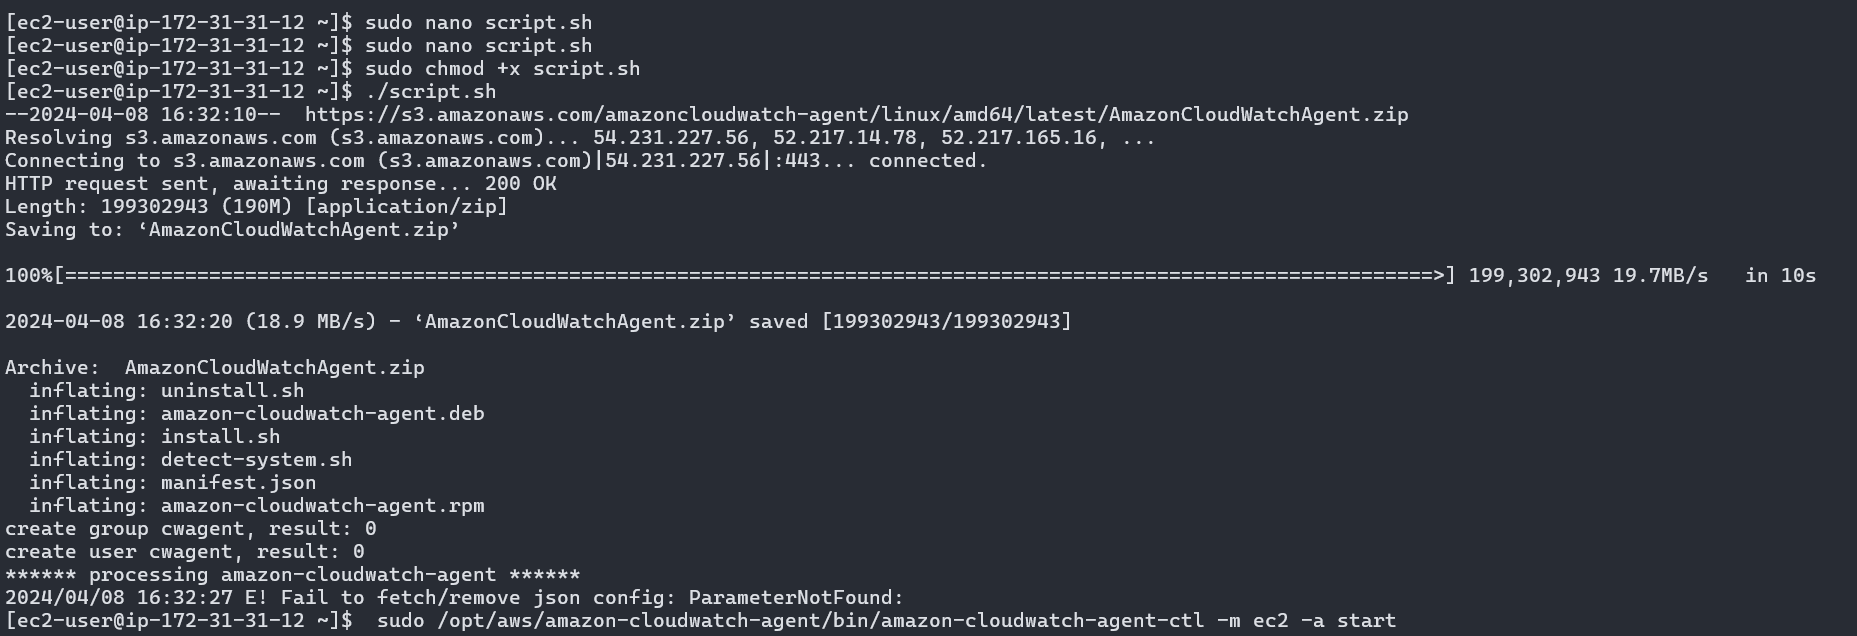 [ec2-user@ip-172-31-31-12 ~]$ sudo nano script.sh
[ec2-user@ip-172-31-31-12 ~]$ sudo nano script.sh
[ec2-user@ip-172-31-31-12 ~]$ sudo chmod +x script.sh
[ec2-user@ip-172-31-31-12 ~]$ ./script.sh
--2024-04-08 16:32:10--  https://s3.amazonaws.com/amazoncloudwatch-agent/linux/amd64/latest/AmazonCloudWatchAgent.zip
Resolving s3.amazonaws.com (s3.amazonaws.com)... 54.231.227.56, 52.217.14.78, 52.217.165.16, ...
Connecting to s3.amazonaws.com (s3.amazonaws.com)|54.231.227.56|:443... connected.
HTTP request sent, awaiting response... 200 OK
Length: 199302943 (190M) [application/zip]
Saving to: ‘AmazonCloudWatchAgent.zip’
100%[==================================================================================================================>] 199,302,943 19.7MB/s   in 10s
2024-04-08 16:32:20 (18.9 MB/s) - ‘AmazonCloudWatchAgent.zip’ saved [199302943/199302943]
Archive:  AmazonCloudWatchAgent.zip
  inflating: uninstall.sh
  inflating: amazon-cloudwatch-agent.deb
  inflating: install.sh
  inflating: detect-system.sh
  inflating: manifest.json
  inflating: amazon-cloudwatch-agent.rpm
create group cwagent, result: 0
create user cwagent, result: 0
****** processing amazon-cloudwatch-agent ******
2024/04/08 16:32:27 E! Fail to fetch/remove json config: ParameterNotFound:
[ec2-user@ip-172-31-31-12 ~]$  sudo /opt/aws/amazon-cloudwatch-agent/bin/amazon-cloudwatch-agent-ctl -m ec2 -a start